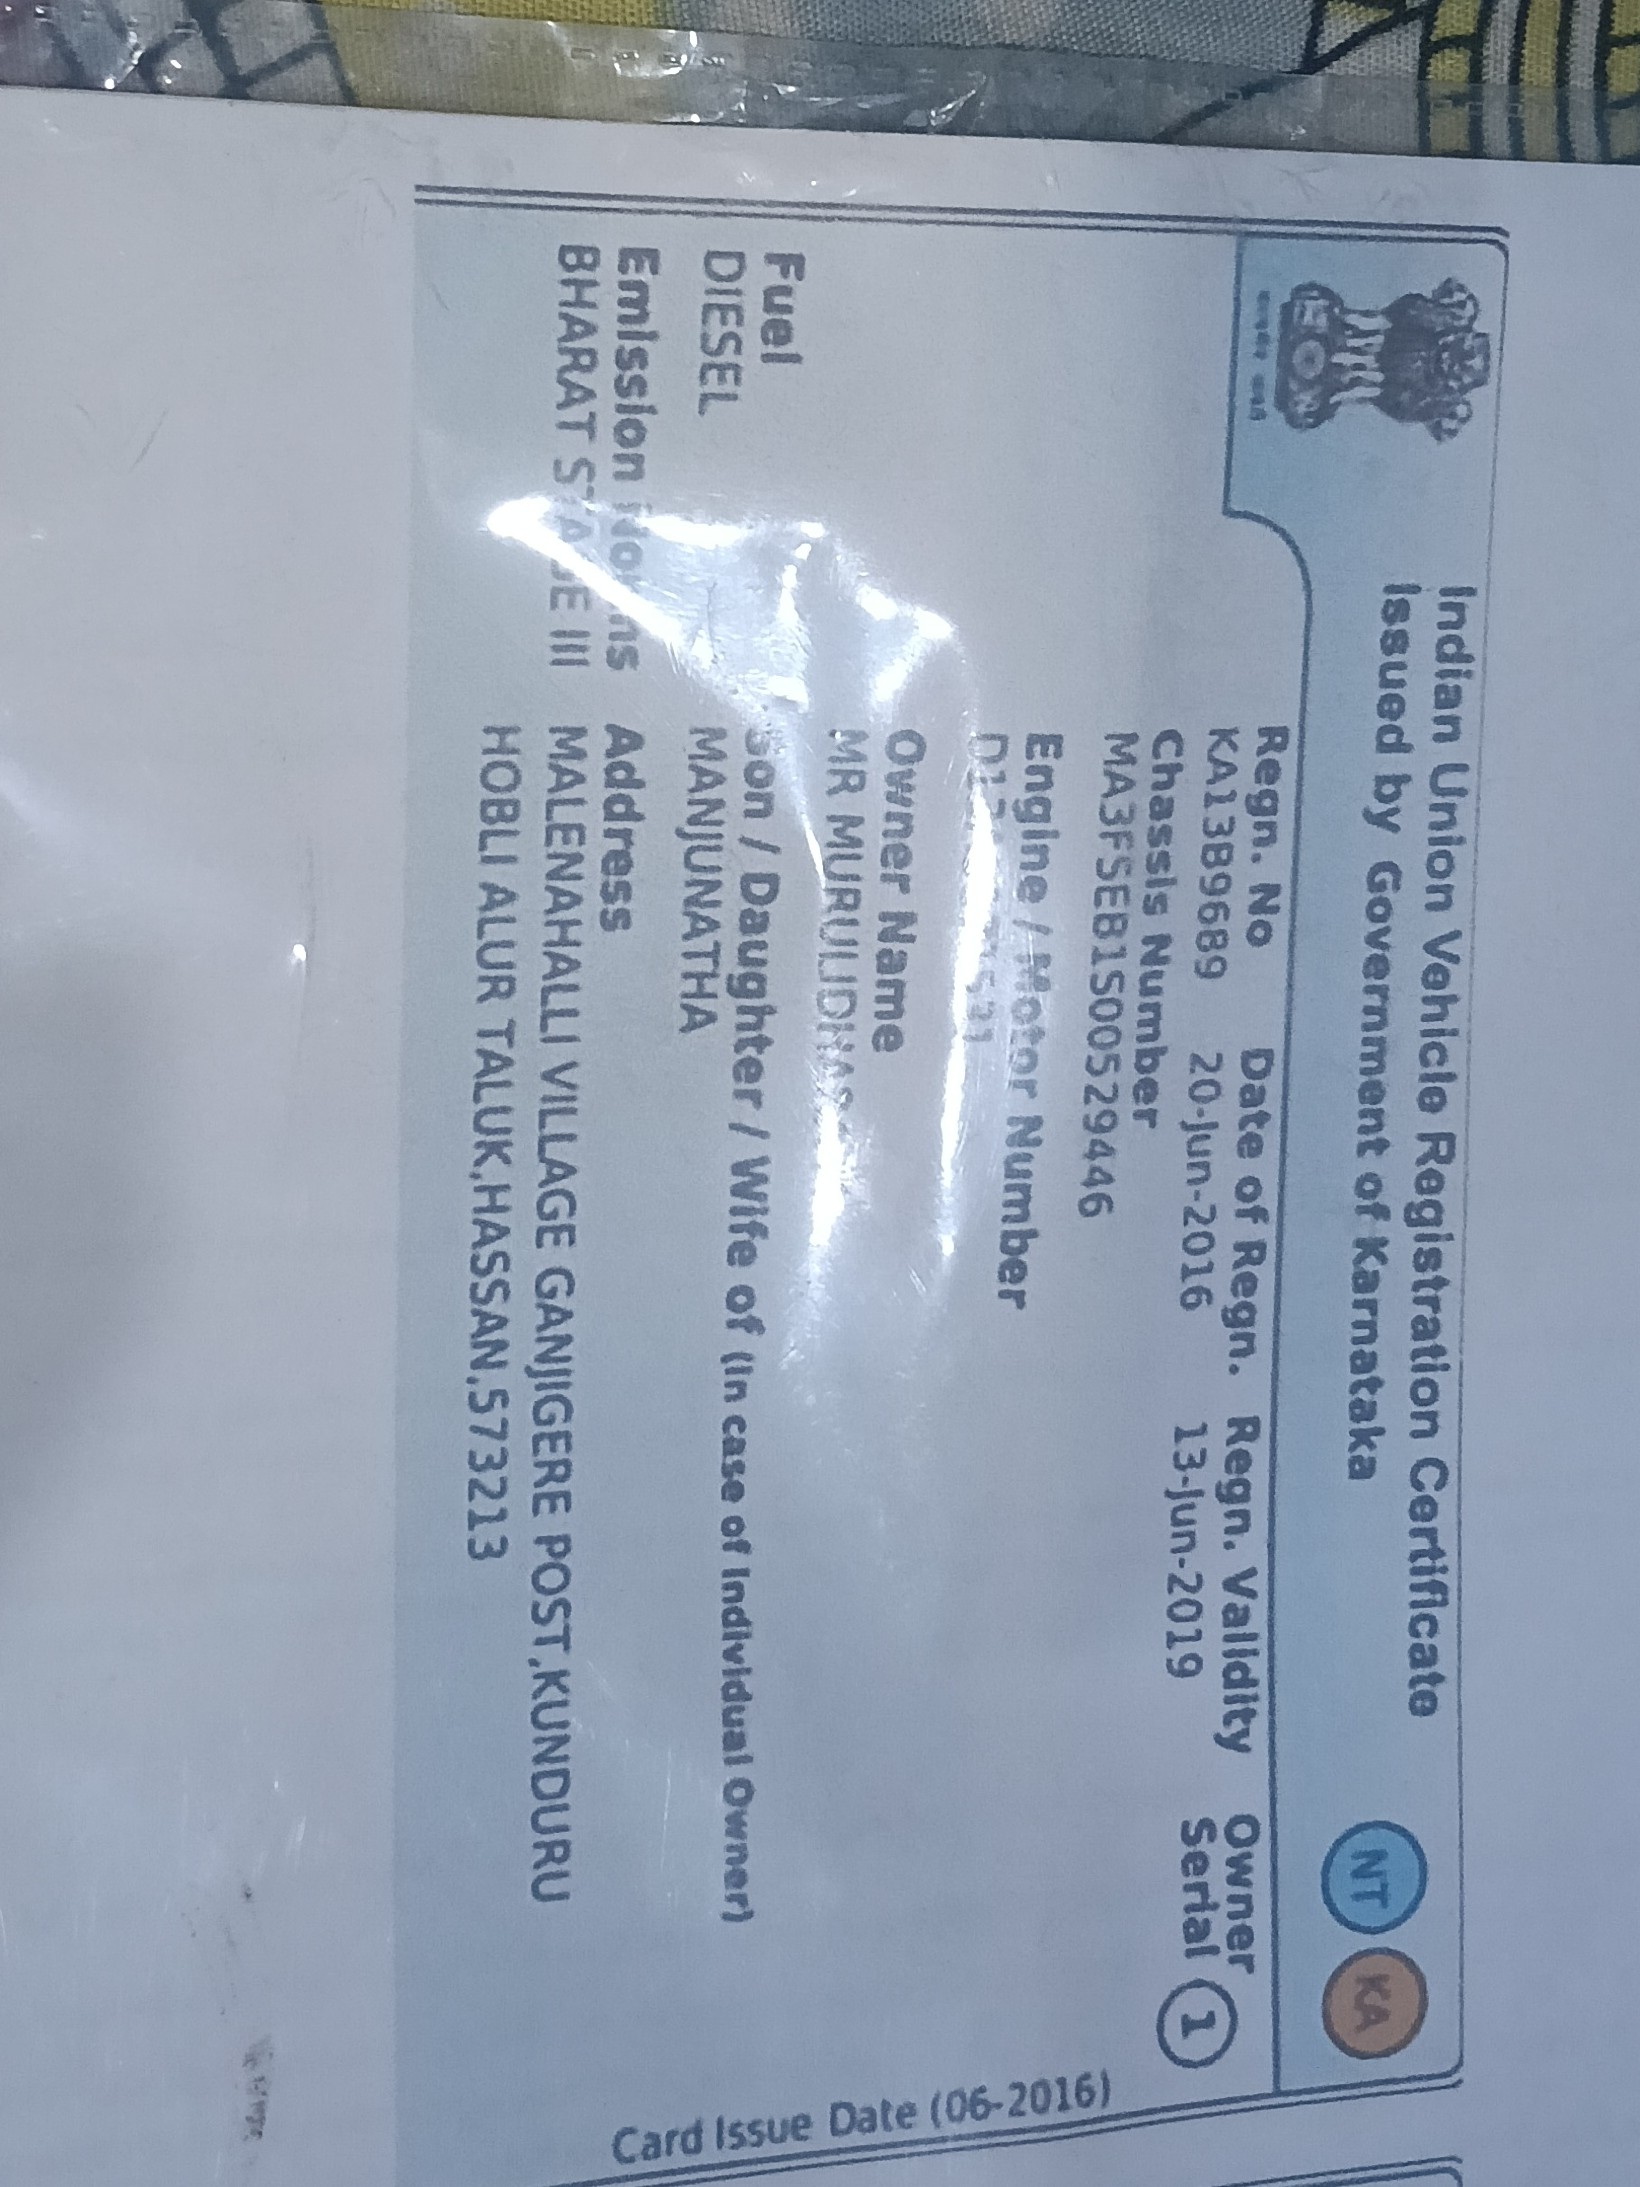 Indian Union Vehicle Registration Certificate
Issued by Government of Karnataka
NT KA
Regn. No Date of Regn. Regn. Validity Owner Serial 1
KA13B9689 20-Jun-2016 13-Jun-2019
Chassis Number
MA3FSEB1S00529446
Engine / Motor Number
Owner Name
MR
Fuel
DIESEL
Son / Daughter / Wife of (In case of Individual Owner)
MANJUNATHA
Emission Norms
BHARAT STAGE III
Address
MALENAHALLI VILLAGE GANJIGERE POST,KUNDURU
HOBLI ALUR TALUK,HASSAN,573213
Card Issue Date (06-2016)